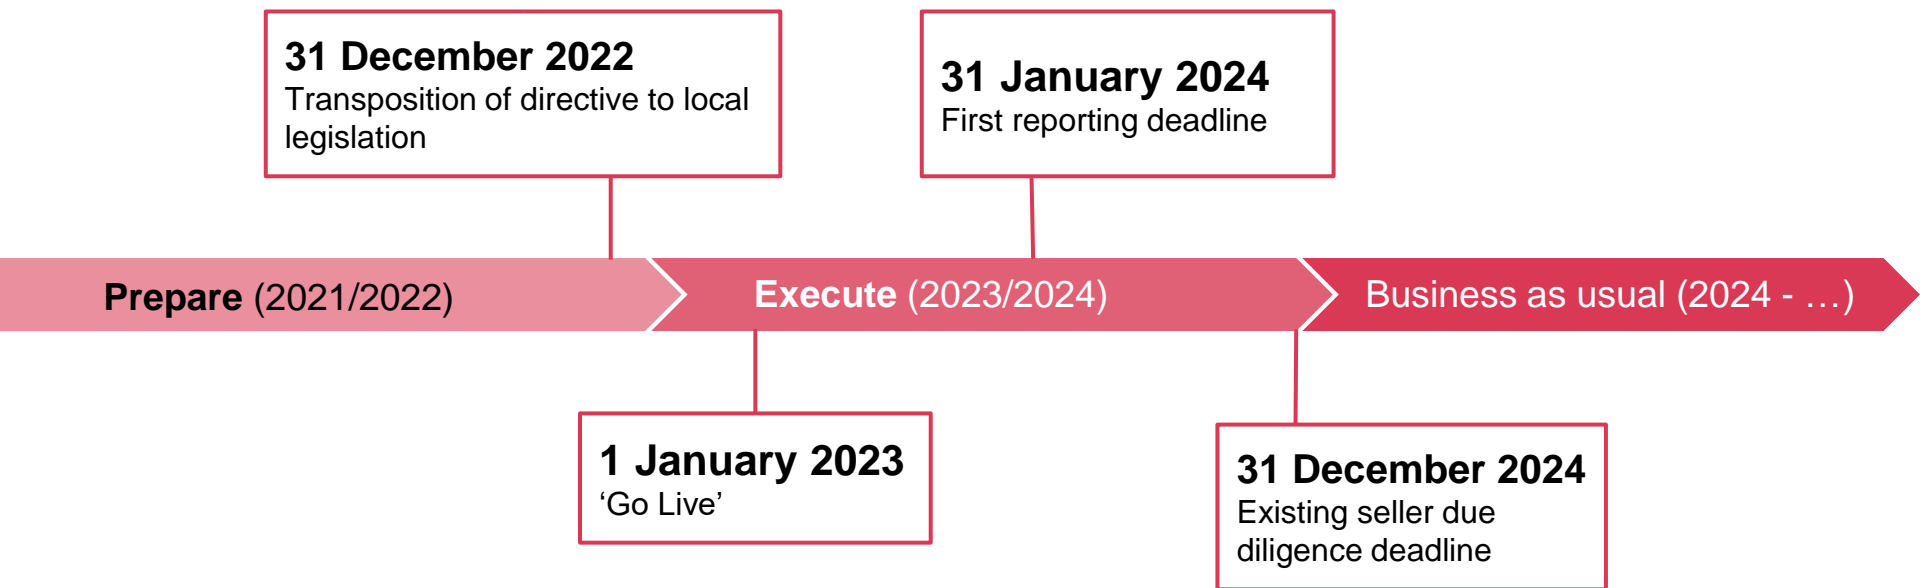 31 December 2022
Transposition of directive to local
legislation
31 January 2024
First reporting deadline
Prepare (2021/2022)
Execute (2023/2024)
Business as usual (2024 - …)
1 January 2023
‘Go Live’
31 December 2024
Existing seller due
diligence deadline